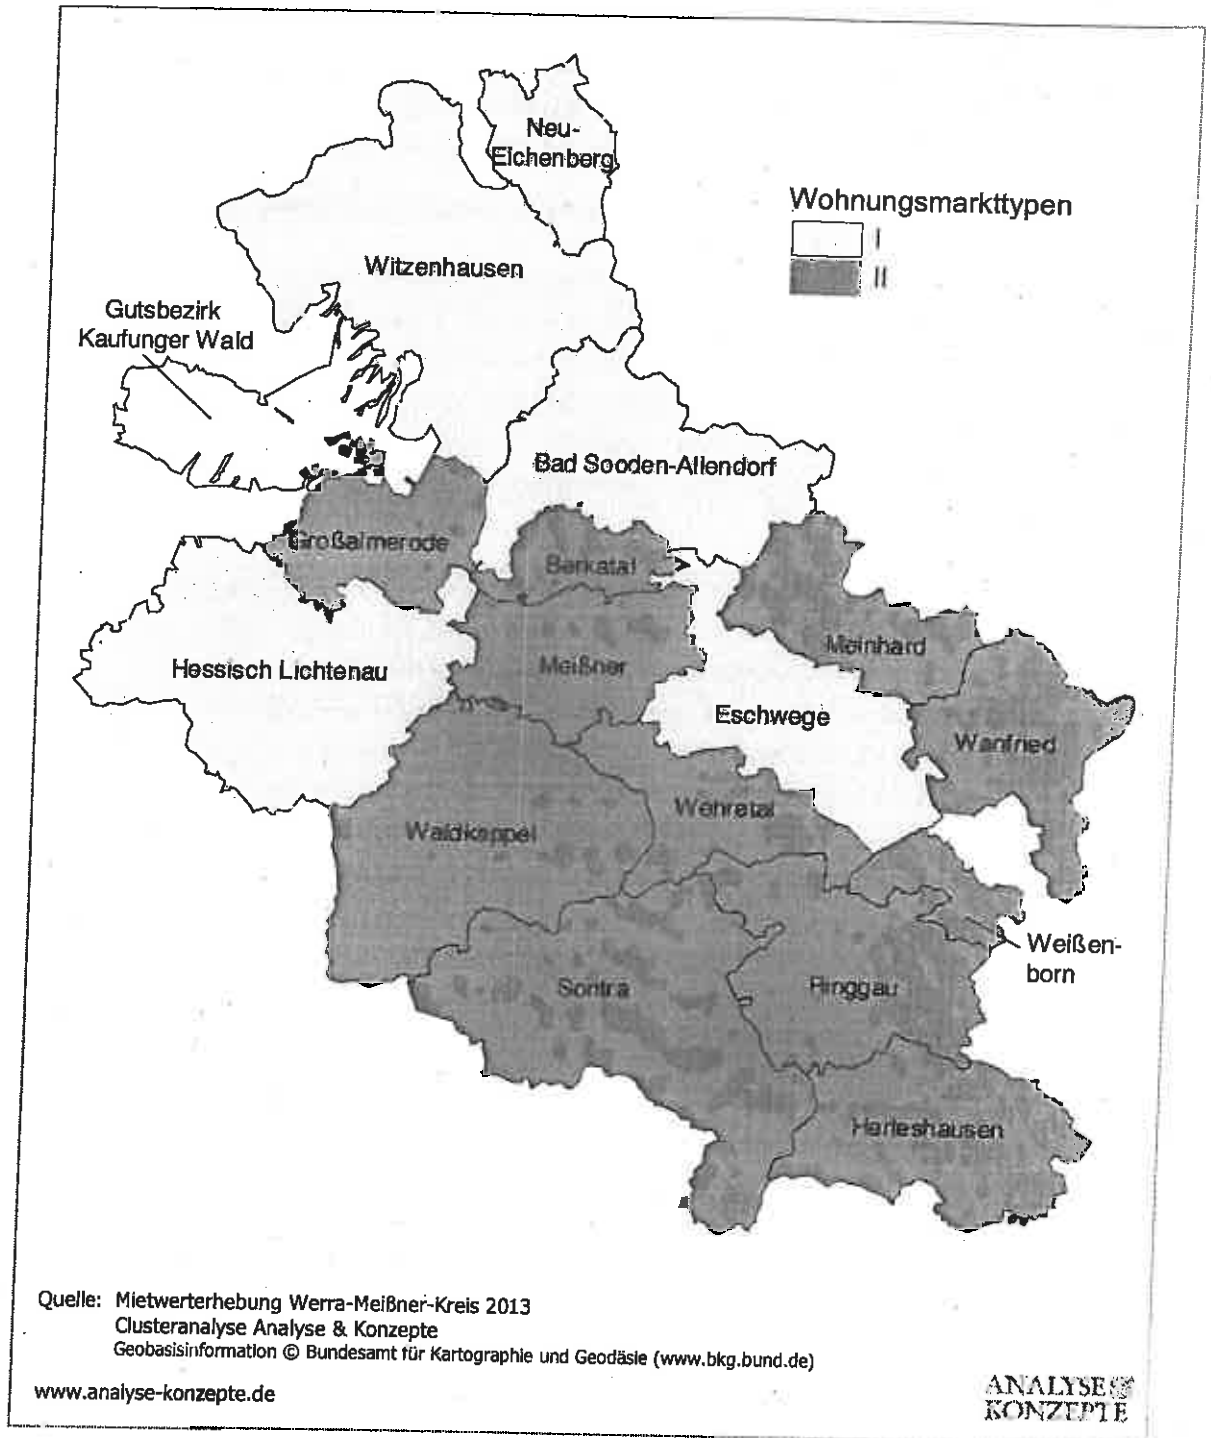 Neu-
Eichenberg
Wohnungsmarkttypen
I
II
Witzenhausen
Gutsbezirk
Kaufunger Wald
Bad Sooden-Allendorf
Großalmerode
Berkatal
Meinhard
Hessisch Lichtenau
Meißner
Eschwege
Wanfried
Wehretal
Waldkappel
Weißen-
born
Sontra
Ringgau
Herleshausen
Quelle: Mietwerterhebung Werra-Meißner-Kreis 2013
Clusteranalyse Analyse & Konzepte
Geobasisinformation © Bundesamt für Kartographie und Geodäsie (www.bkg.bund.de)
www.analyse-konzepte.de
ANALYSE &
KONZEPTE